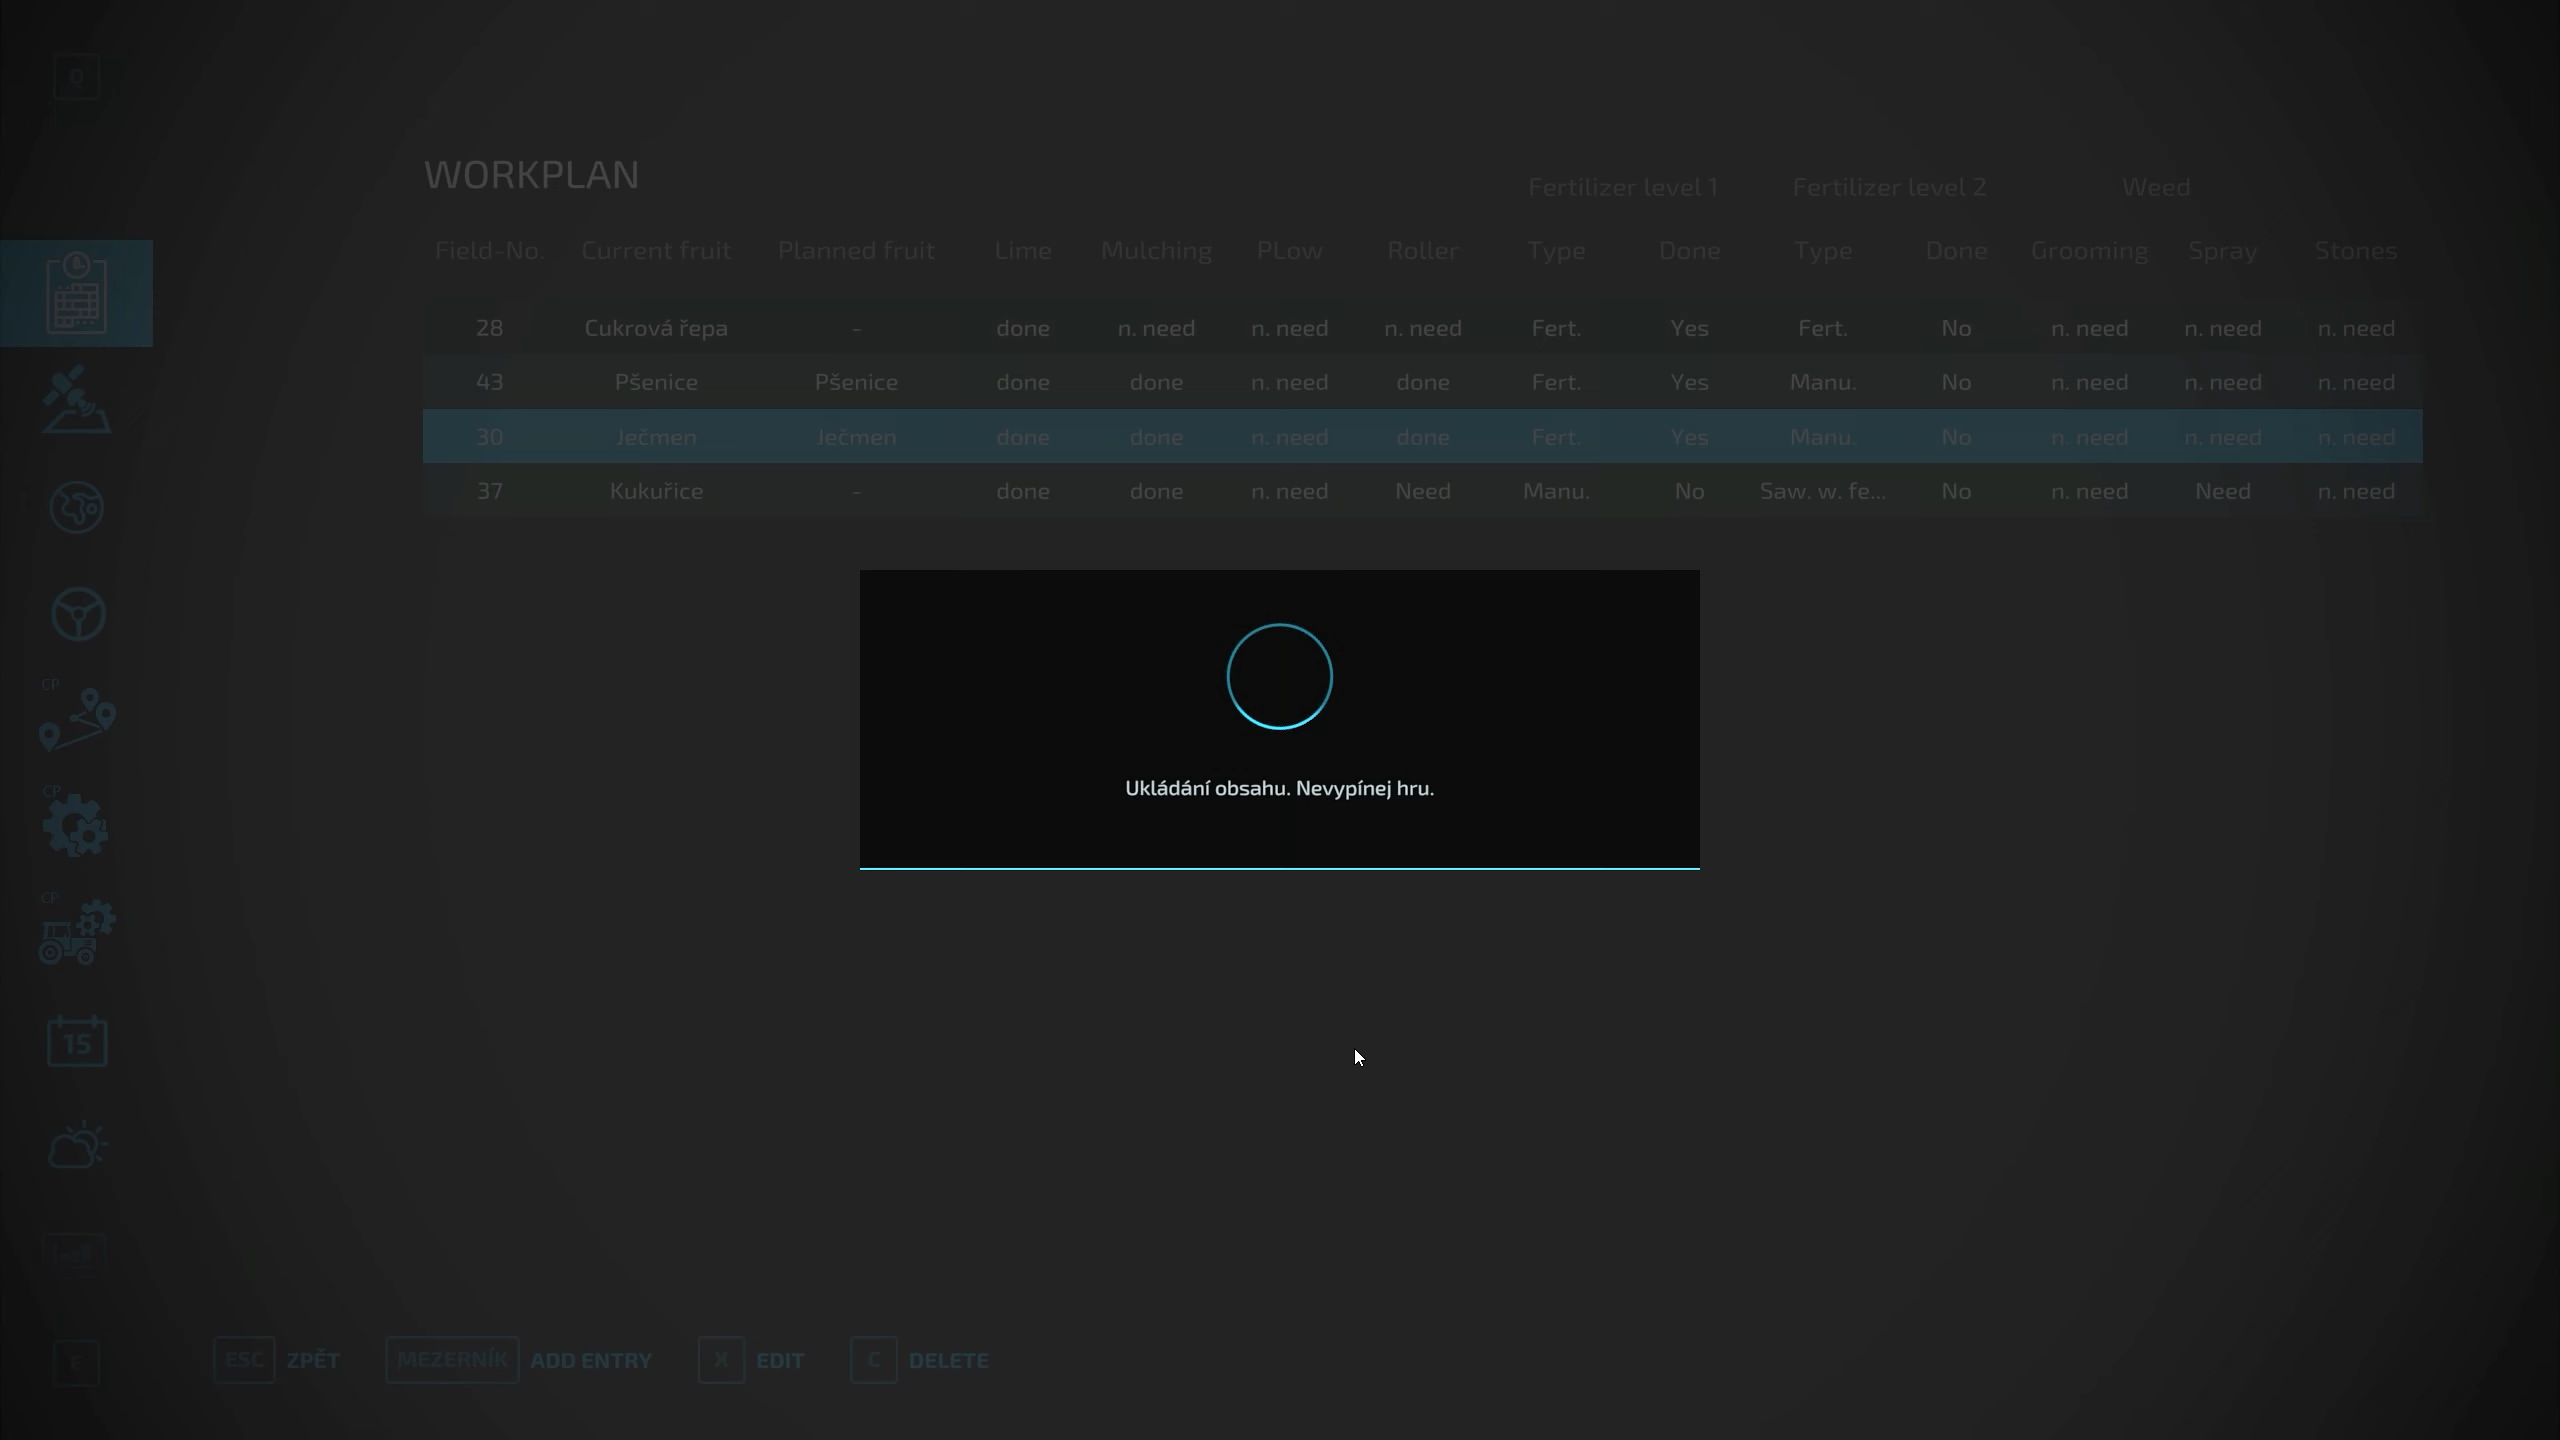 Q
WORKPLAN
Fertilizer level 1 Fertilizer level 2 Weed
Field-No. Current fruit Planned fruit Lime Mulching PLow Roller Type Done Type Done Grooming Spray Stones
28 Cukrová řepa - done n. need n. need n. need Fert. Yes Fert. No n. need n. need n. need
43 Pšenice Pšenice done done n. need done Fert. Yes Manu. No n. need n. need n. need
30 Ječmen Ječmen done done n. need done Fert. Yes Manu. No n. need n. need n. need
37 Kukuřice - done done n. need Need Manu. No Saw. w. fe... No n. need Need n. need
CP
Ukládání obsahu. Nevypínej hru.
CP
CP
15
E
ESC ZPĚT MEZERNÍK ADD ENTRY X EDIT C DELETE